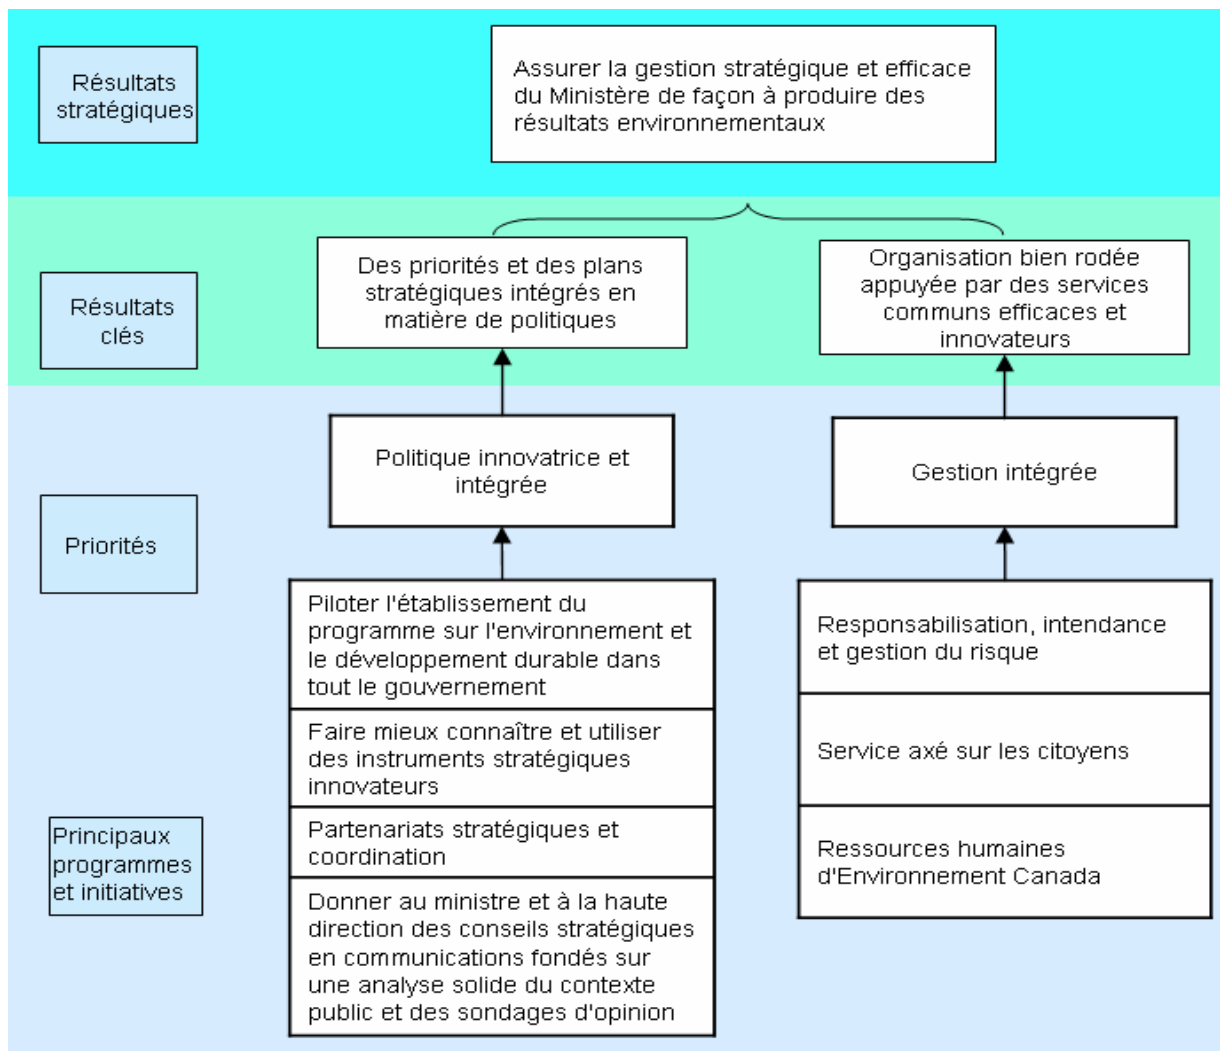 Résultats
stratégiques
Assurer la gestion stratégique et efficace
du Ministère de façon à produire des
résultats environnementaux
Résultats
clés
Des priorités et des plans
stratégiques intégrés en
matière de politiques
Organisation bien rodée
appuyée par des services
communs efficaces et
innovateurs
Priorités
Politique innovatrice et
intégrée
Gestion intégrée
Principaux
programmes
et initiatives
Piloter l'établissement du
programme sur l'environnement et
le développement durable dans
tout le gouvernement
Faire mieux connaître et utiliser
des instruments stratégiques
innovateurs
Partenariats stratégiques et
coordination
Donner au ministre et à la haute
direction des conseils stratégiques
en communications fondés sur
une analyse solide du contexte
public et des sondages d'opinion
Responsabilisation, intendance
et gestion du risque
Service axé sur les citoyens
Ressources humaines
d'Environnement Canada